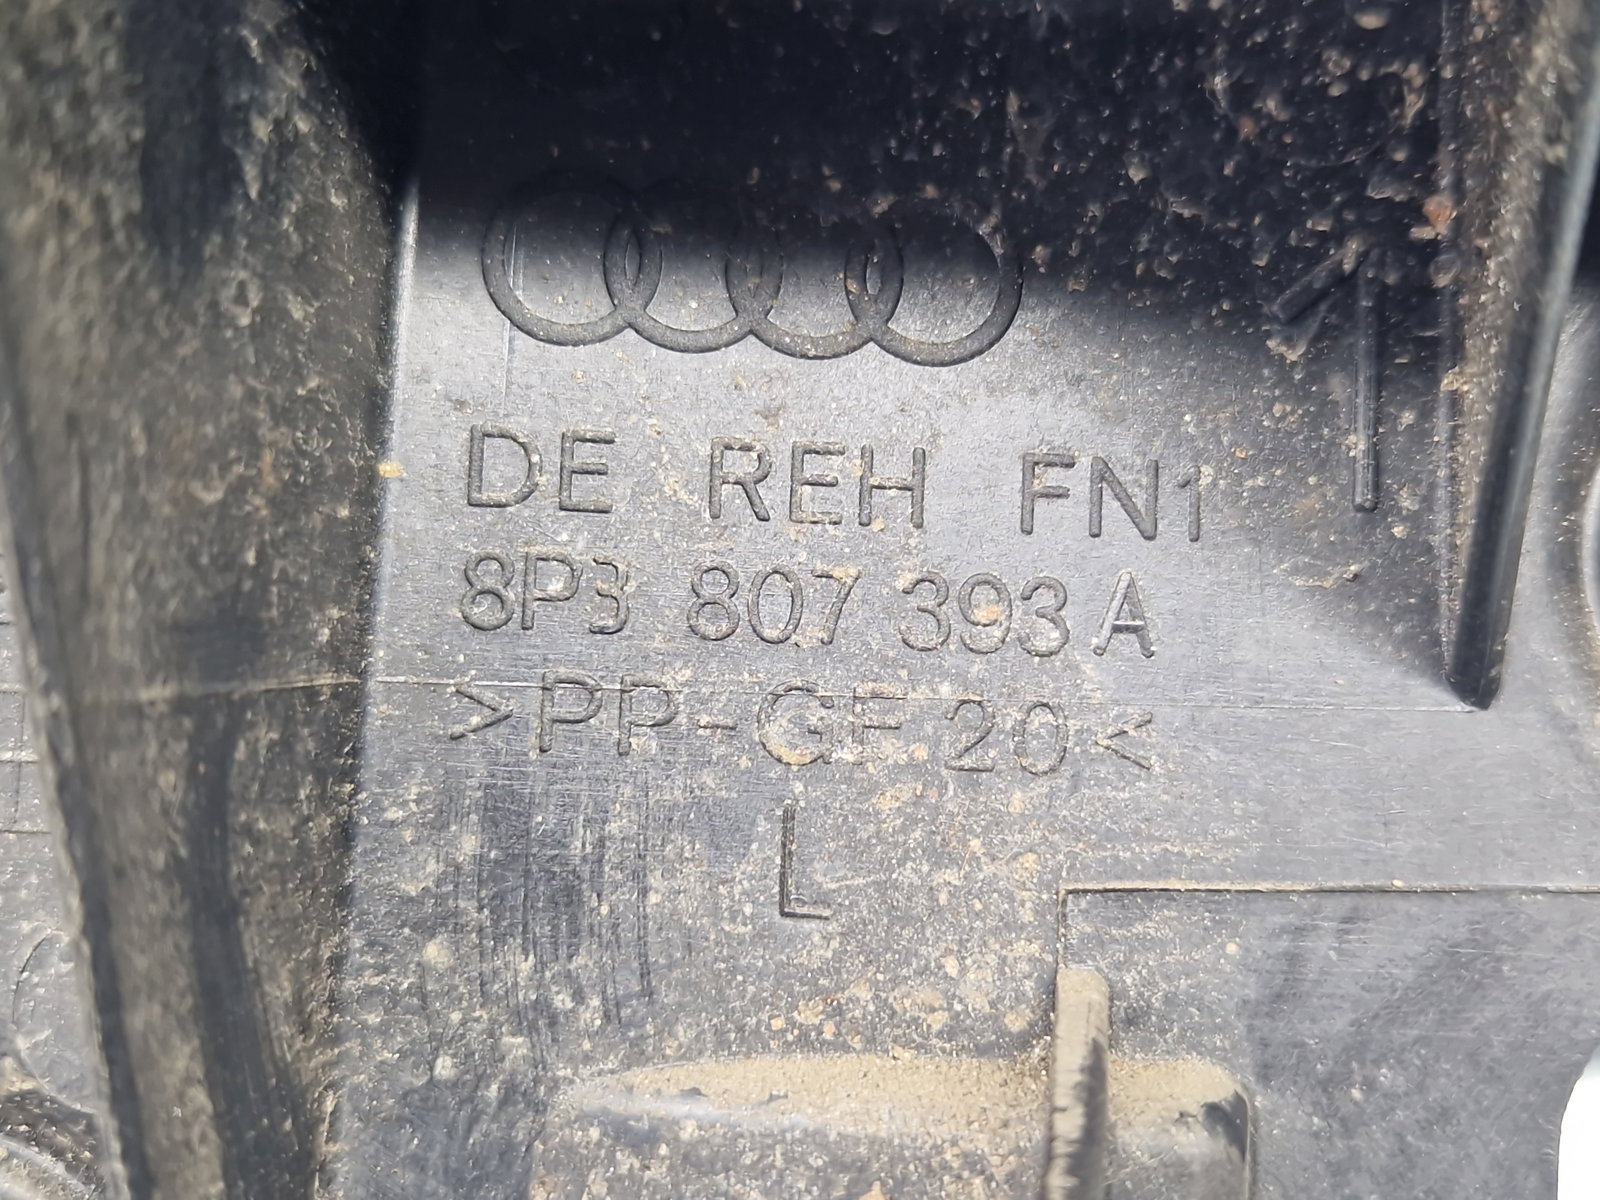 DE REH FN1
8P3 807 393 A
>PP-GF 20<
L